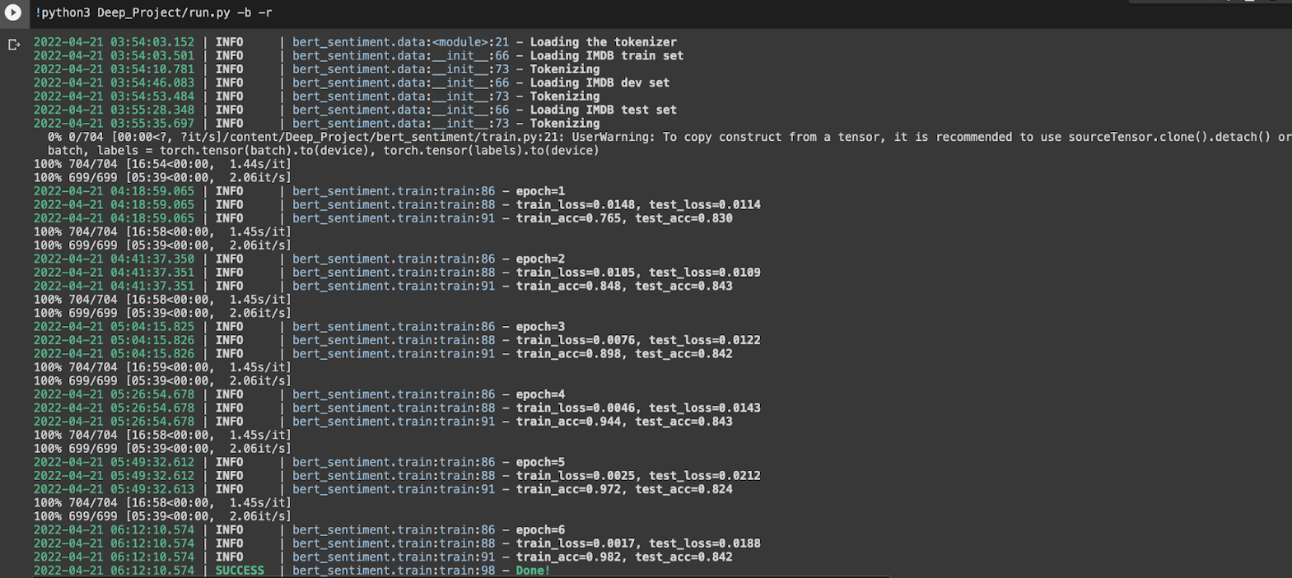 !python3 Deep_Project/run.py -b -r
2022-04-21 03:54:03.152 | INFO     | bert_sentiment.data:<module>:21 - Loading the tokenizer
2022-04-21 03:54:03.501 | INFO     | bert_sentiment.data:__init__:66 - Loading IMDB train set
2022-04-21 03:54:10.781 | INFO     | bert_sentiment.data:__init__:73 - Tokenizing
2022-04-21 03:54:46.083 | INFO     | bert_sentiment.data:__init__:66 - Loading IMDB dev set
2022-04-21 03:54:53.484 | INFO     | bert_sentiment.data:__init__:73 - Tokenizing
2022-04-21 03:55:28.348 | INFO     | bert_sentiment.data:__init__:66 - Loading IMDB test set
2022-04-21 03:55:35.697 | INFO     | bert_sentiment.data:__init__:73 - Tokenizing
  0% 0/704 [00:00<?, ?it/s]/content/Deep_Project/bert_sentiment/train.py:21: UserWarning: To copy construct from a tensor, it is recommended to use sourceTensor.clone().detach() or
  batch, labels = torch.tensor(batch).to(device), torch.tensor(labels).to(device)
100% 704/704 [16:54<00:00,  1.44s/it]
100% 699/699 [05:39<00:00,  2.06it/s]
2022-04-21 04:18:59.065 | INFO     | bert_sentiment.train:train:86 - epoch=1
2022-04-21 04:18:59.065 | INFO     | bert_sentiment.train:train:88 - train_loss=0.0148, test_loss=0.0114
2022-04-21 04:18:59.065 | INFO     | bert_sentiment.train:train:91 - train_acc=0.765, test_acc=0.830
100% 704/704 [16:58<00:00,  1.45s/it]
100% 699/699 [05:39<00:00,  2.06it/s]
2022-04-21 04:41:37.350 | INFO     | bert_sentiment.train:train:86 - epoch=2
2022-04-21 04:41:37.351 | INFO     | bert_sentiment.train:train:88 - train_loss=0.0105, test_loss=0.0109
2022-04-21 04:41:37.351 | INFO     | bert_sentiment.train:train:91 - train_acc=0.848, test_acc=0.843
100% 704/704 [16:58<00:00,  1.45s/it]
100% 699/699 [05:39<00:00,  2.06it/s]
2022-04-21 05:04:15.825 | INFO     | bert_sentiment.train:train:86 - epoch=3
2022-04-21 05:04:15.826 | INFO     | bert_sentiment.train:train:88 - train_loss=0.0076, test_loss=0.0122
2022-04-21 05:04:15.826 | INFO     | bert_sentiment.train:train:91 - train_acc=0.898, test_acc=0.842
100% 704/704 [16:59<00:00,  1.45s/it]
100% 699/699 [05:39<00:00,  2.06it/s]
2022-04-21 05:26:54.678 | INFO     | bert_sentiment.train:train:86 - epoch=4
2022-04-21 05:26:54.678 | INFO     | bert_sentiment.train:train:88 - train_loss=0.0046, test_loss=0.0143
2022-04-21 05:26:54.678 | INFO     | bert_sentiment.train:train:91 - train_acc=0.944, test_acc=0.843
100% 704/704 [16:58<00:00,  1.45s/it]
100% 699/699 [05:39<00:00,  2.06it/s]
2022-04-21 05:49:32.612 | INFO     | bert_sentiment.train:train:86 - epoch=5
2022-04-21 05:49:32.612 | INFO     | bert_sentiment.train:train:88 - train_loss=0.0025, test_loss=0.0212
2022-04-21 05:49:32.613 | INFO     | bert_sentiment.train:train:91 - train_acc=0.972, test_acc=0.824
100% 704/704 [16:58<00:00,  1.45s/it]
100% 699/699 [05:39<00:00,  2.06it/s]
2022-04-21 06:12:10.574 | INFO     | bert_sentiment.train:train:86 - epoch=6
2022-04-21 06:12:10.574 | INFO     | bert_sentiment.train:train:88 - train_loss=0.0017, test_loss=0.0188
2022-04-21 06:12:10.574 | INFO     | bert_sentiment.train:train:91 - train_acc=0.982, test_acc=0.842
2022-04-21 06:12:10.574 | SUCCESS  | bert_sentiment.train:train:98 - Done!